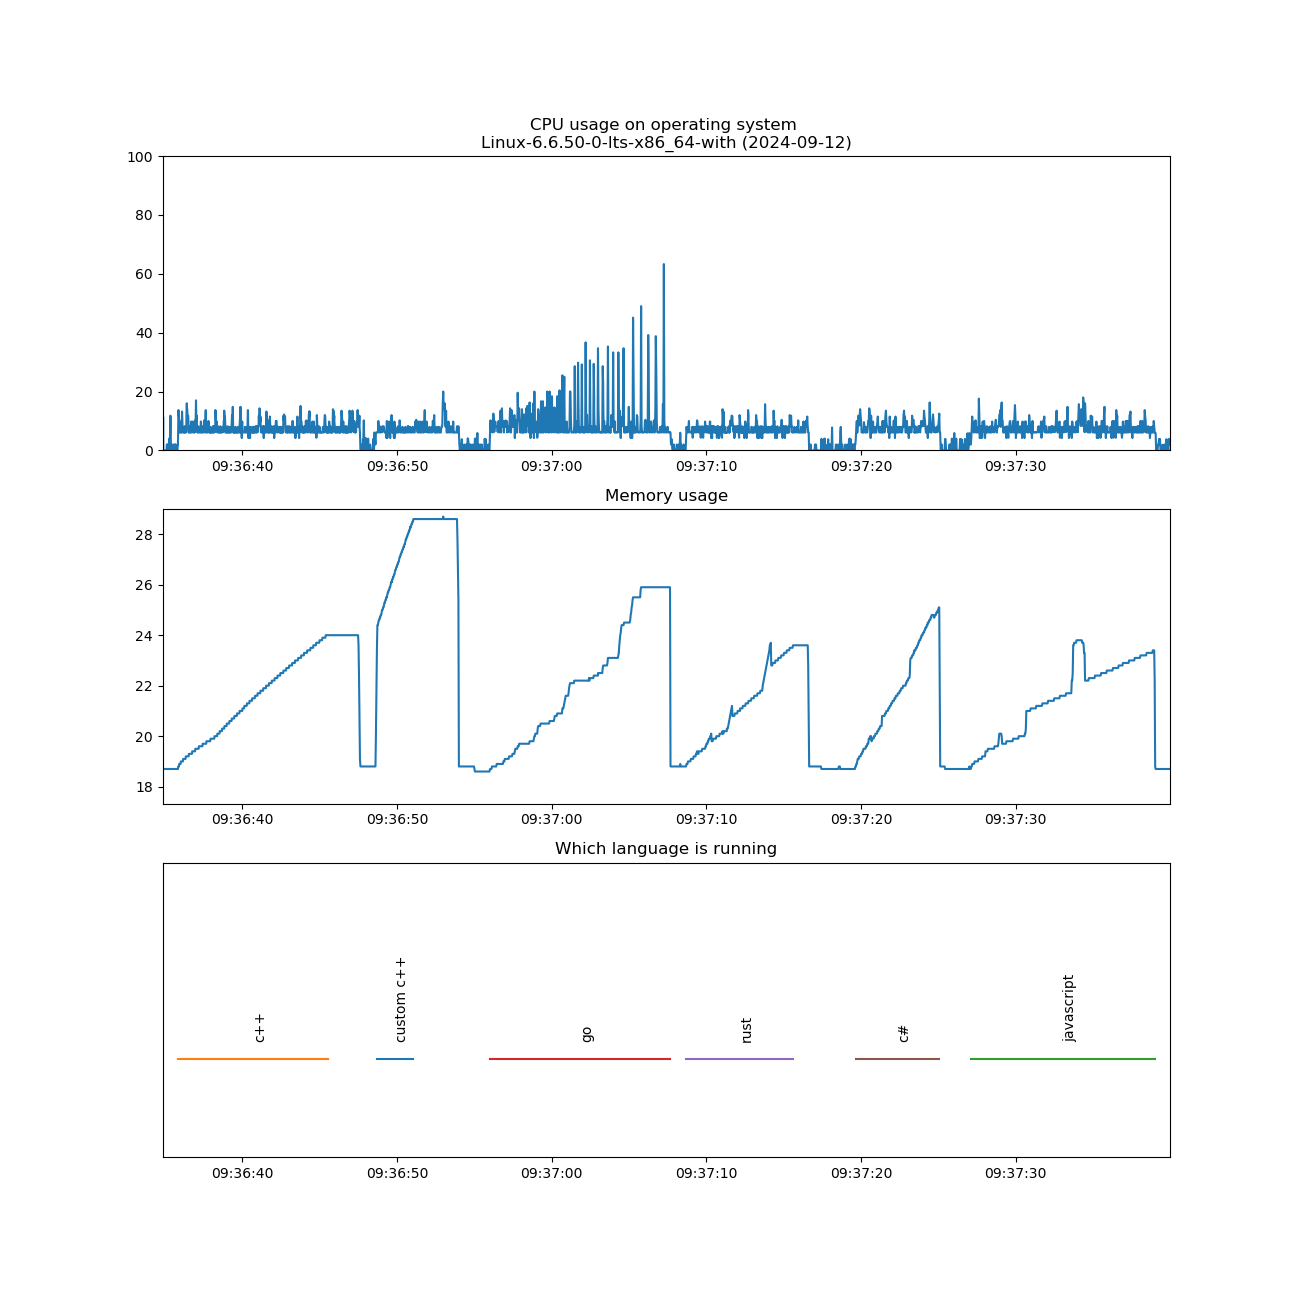 CPU usage on operating system
Linux-6.6.50-0-lts-x86_64-with (2024-09-12)
100
80
60
40
20
0
09:36:40 09:36:50 09:37:00 09:37:10 09:37:20 09:37:30
Memory usage
28
26
24
22
20
18
09:36:40 09:36:50 09:37:00 09:37:10 09:37:20 09:37:30
Which language is running
c++
custom c++
go
rust
c#
javascript
09:36:40 09:36:50 09:37:00 09:37:10 09:37:20 09:37:30